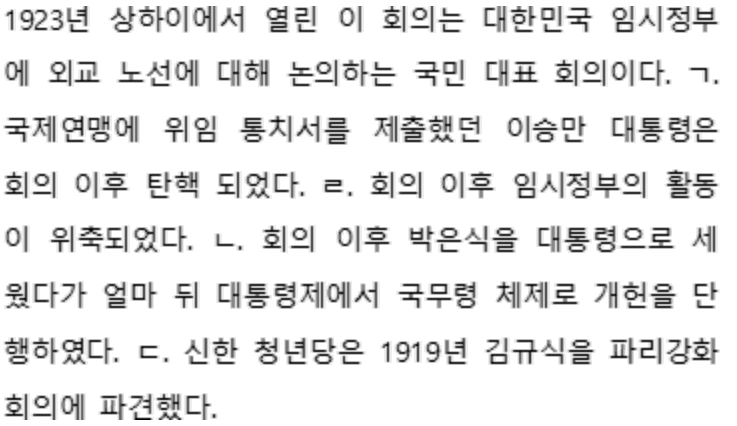 1923년 상하이에서 열린 이 회의는 대한민국 임시정부
에 외교 노선에 대해 논의하는 국민 대표 회의이다. ㄱ.
국제연맹에 위임 통치서를 제출했던 이승만 대통령은
회의 이후 탄핵 되었다. ㄹ. 회의 이후 임시정부의 활동
이 위축되었다. ㄴ. 회의 이후 박은식을 대통령으로 세
웠다가 얼마 뒤 대통령제에서 국무령 체제로 개헌을 단
행하였다. ㄷ. 신한 청년당은 1919년 김규식을 파리강화
회의에 파견했다.